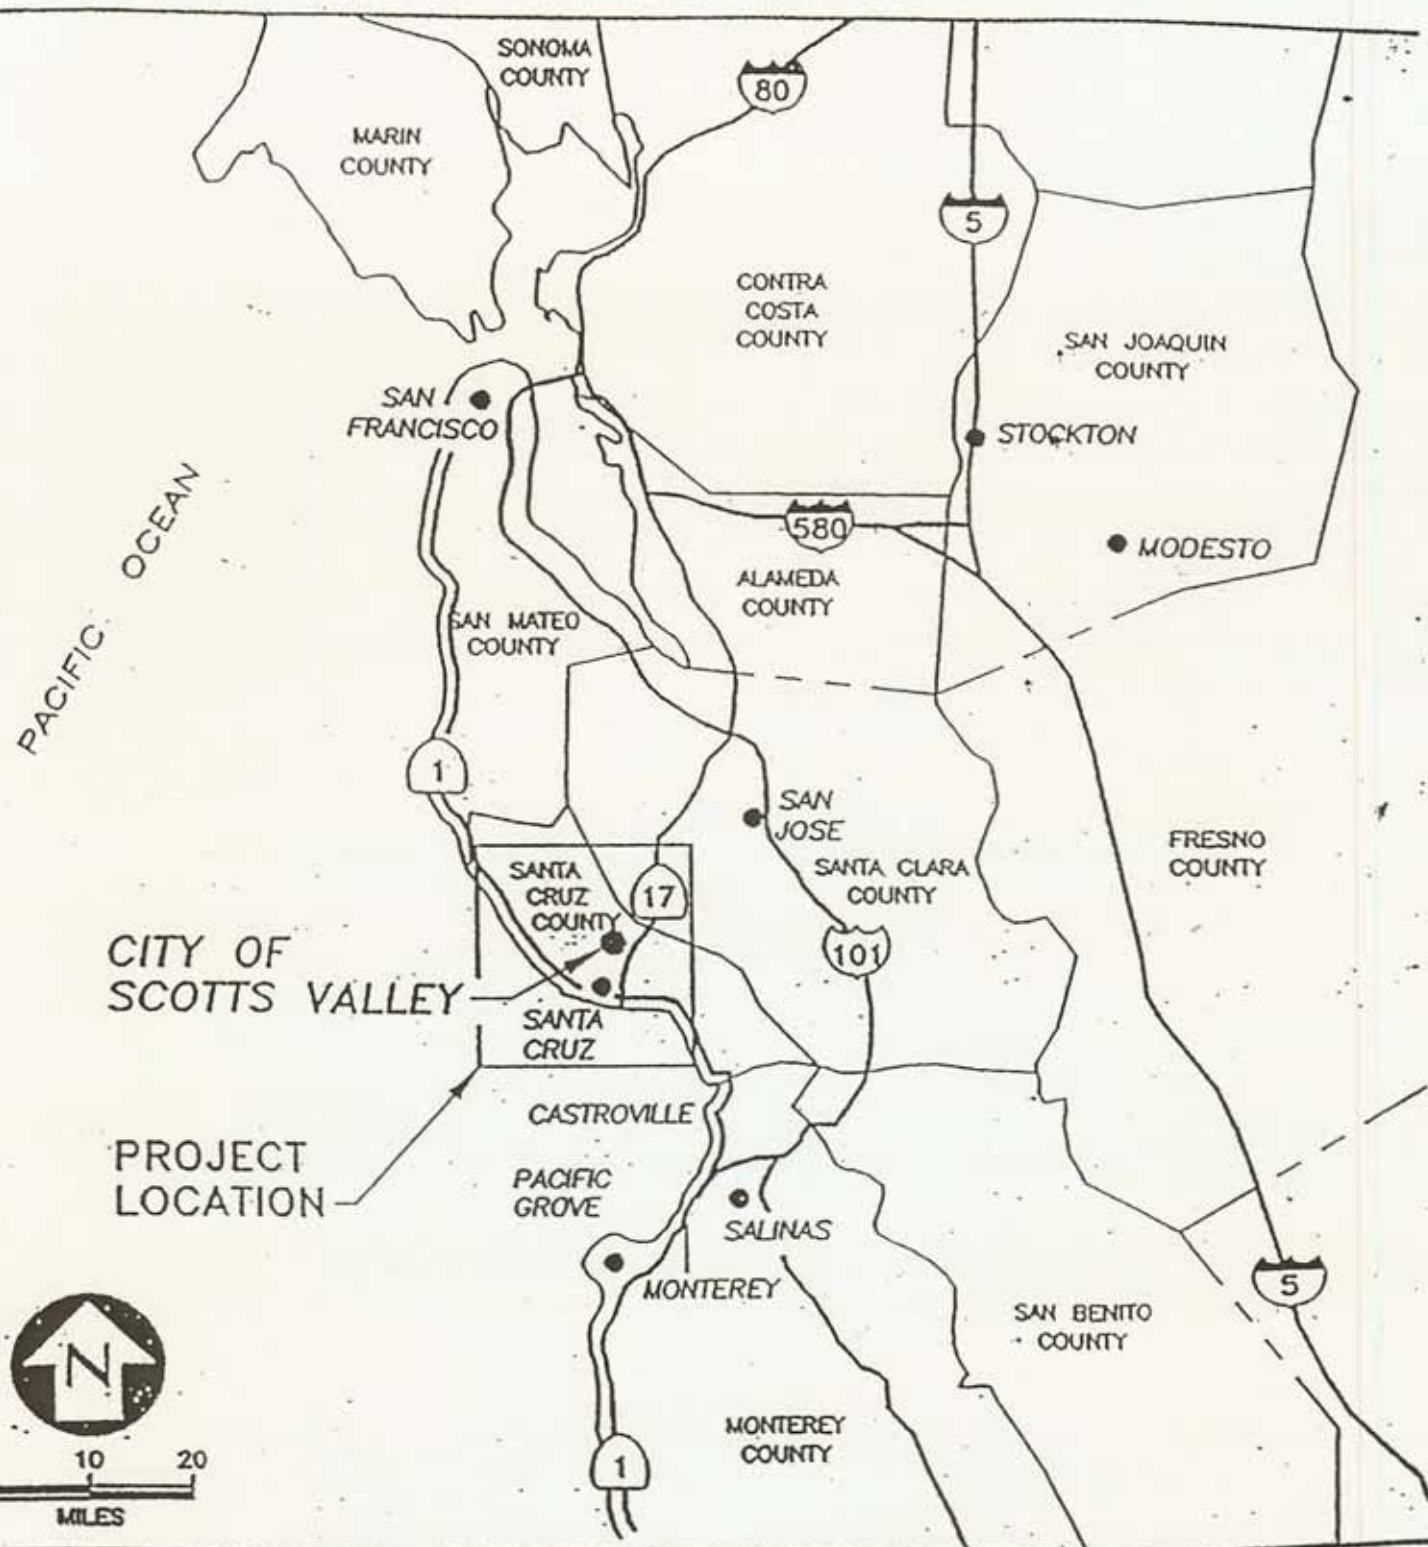 SONOMA
COUNTY
80
MARIN
COUNTY
5
CONTRA
COSTA
COUNTY
SAN JOAQUIN
COUNTY
SAN
FRANCISCO
STOCKTON
PACIFIC OCEAN
580
MODESTO
ALAMEDA
COUNTY
SAN MATEO
COUNTY
1
SAN
JOSE
FRESNO
COUNTY
SANTA
CRUZ
COUNTY
17
SANTA CLARA
COUNTY
101
CITY OF
SCOTTS VALLEY
SANTA
CRUZ
CASTROVILLE
PROJECT
LOCATION
PACIFIC
GROVE
SALINAS
MONTEREY
5
SAN BENITO
COUNTY
N
MONTEREY
COUNTY
1
10 20
MILES